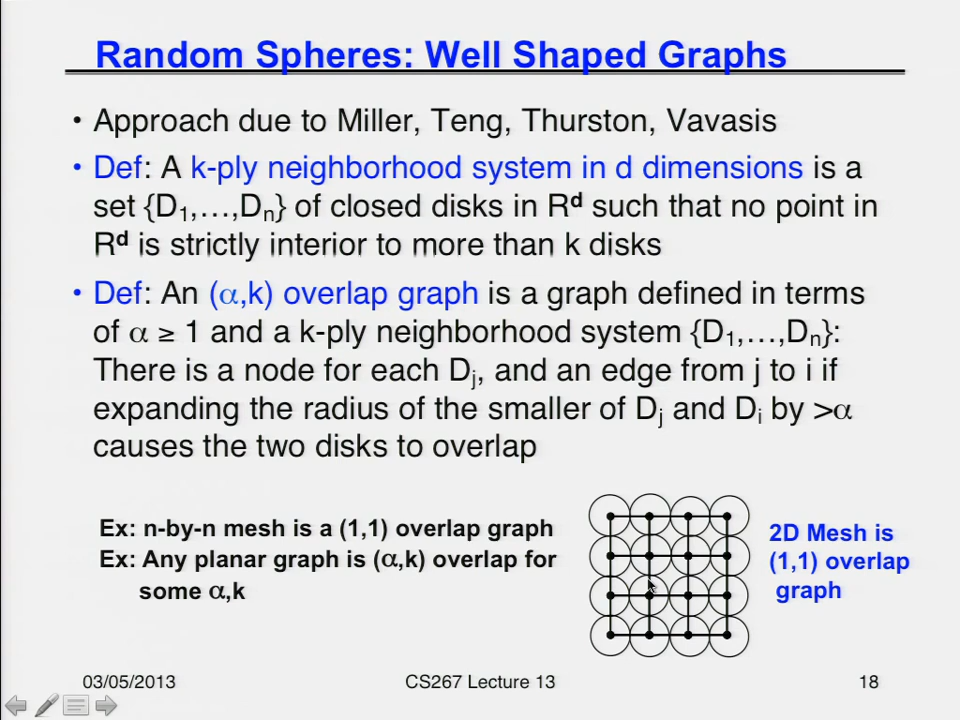 Random Spheres: Well Shaped Graphs
• Approach due to Miller, Teng, Thurston, Vavasis
• Def: A k-ply neighborhood system in d dimensions is a
set {D1,…,Dn} of closed disks in Rd such that no point in
Rd is strictly interior to more than k disks
• Def: An (α,k) overlap graph is a graph defined in terms
of α ≥ 1 and a k-ply neighborhood system {D1,…,Dn}:
There is a node for each Dj, and an edge from j to i if
expanding the radius of the smaller of Dj and Di by >α
causes the two disks to overlap
Ex: n-by-n mesh is a (1,1) overlap graph
Ex: Any planar graph is (α,k) overlap for
some α,k
2D Mesh is
(1,1) overlap
graph
03/05/2013
CS267 Lecture 13
18